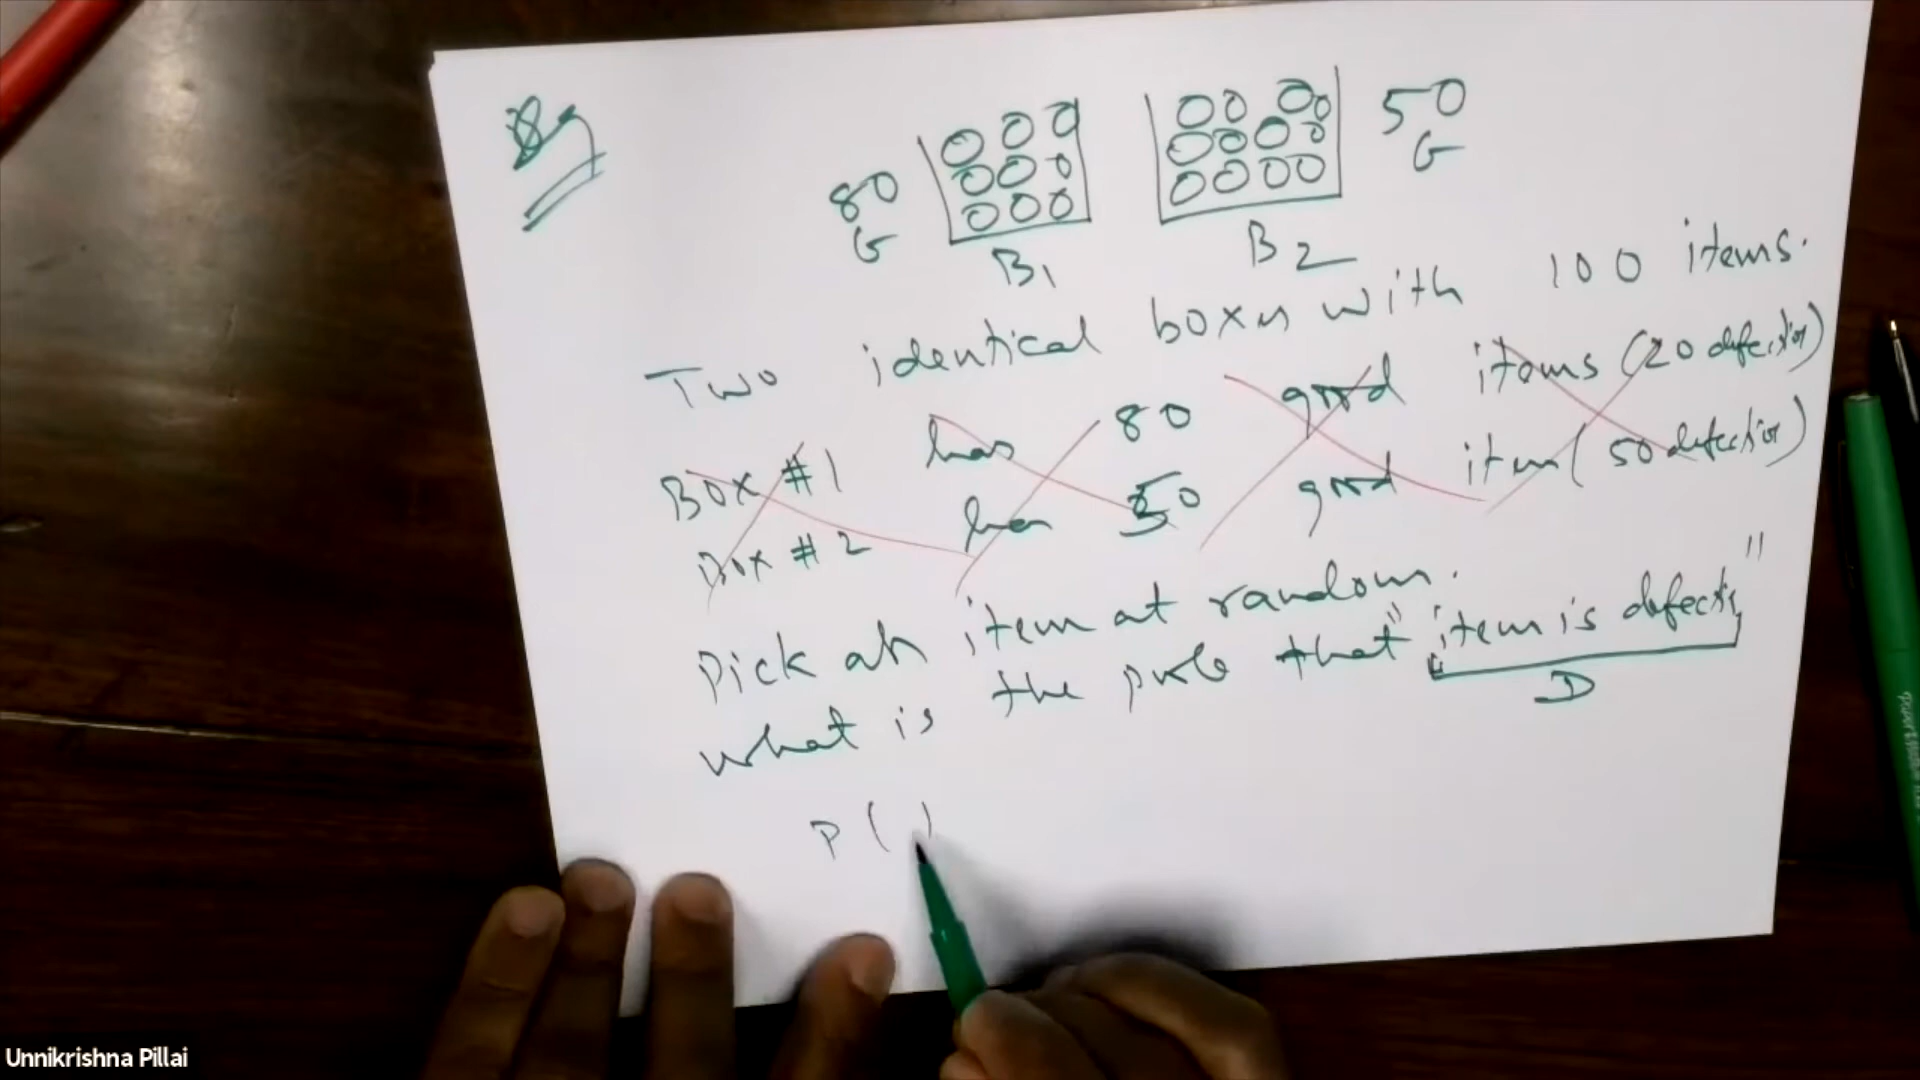 Eg
80 G
50 G
B1
B2
Two identical boxes with 100 items.
Box #1 has 80 good items (20 defective)
Box #2 has 50 good item (50 defective)
Pick an item at random.
what is the prob that "item is defective"
D
P( )
Unnikrishna Pillai